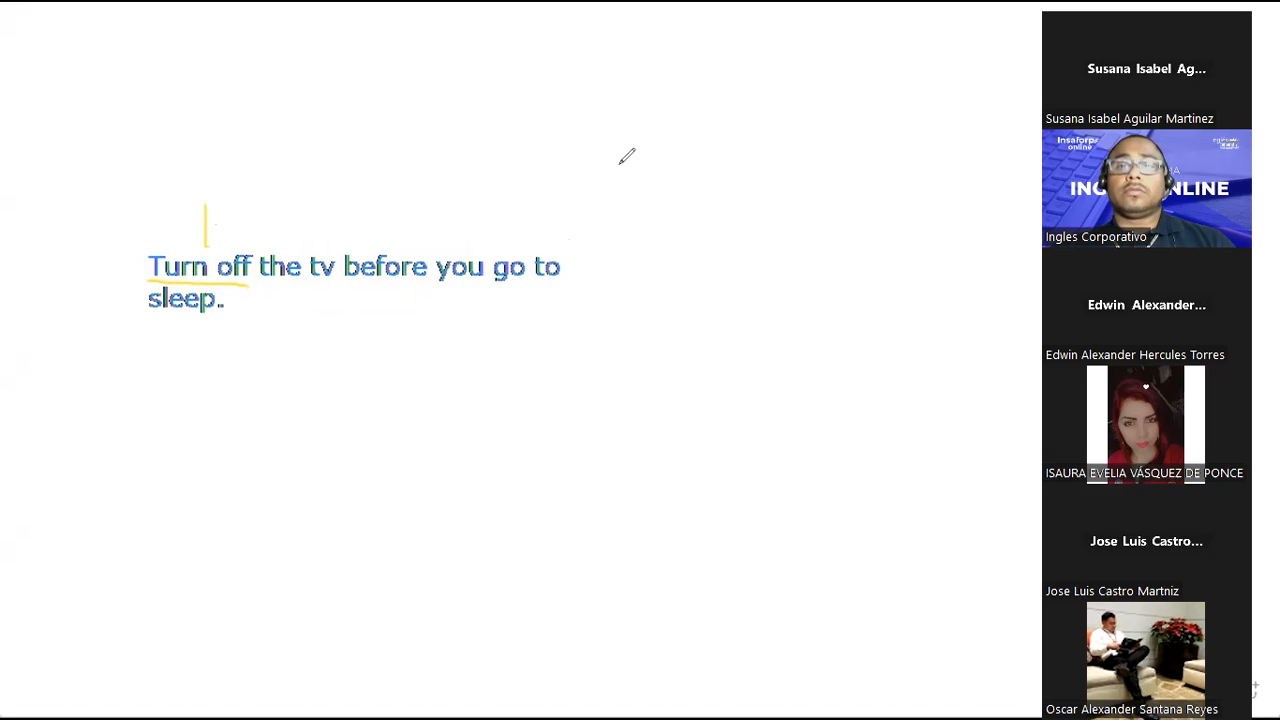 Turn off the tv before you go to
sleep.
Susana Isabel Ag...
Susana Isabel Aguilar Martinez
Insaforp
online
Ingles Corporativo
Edwin Alexander...
Edwin Alexander Hercules Torres
ISAURA EVELIA VÁSQUEZ DE PONCE
Jose Luis Castro...
Jose Luis Castro Martniz
Oscar Alexander Santana Reyes